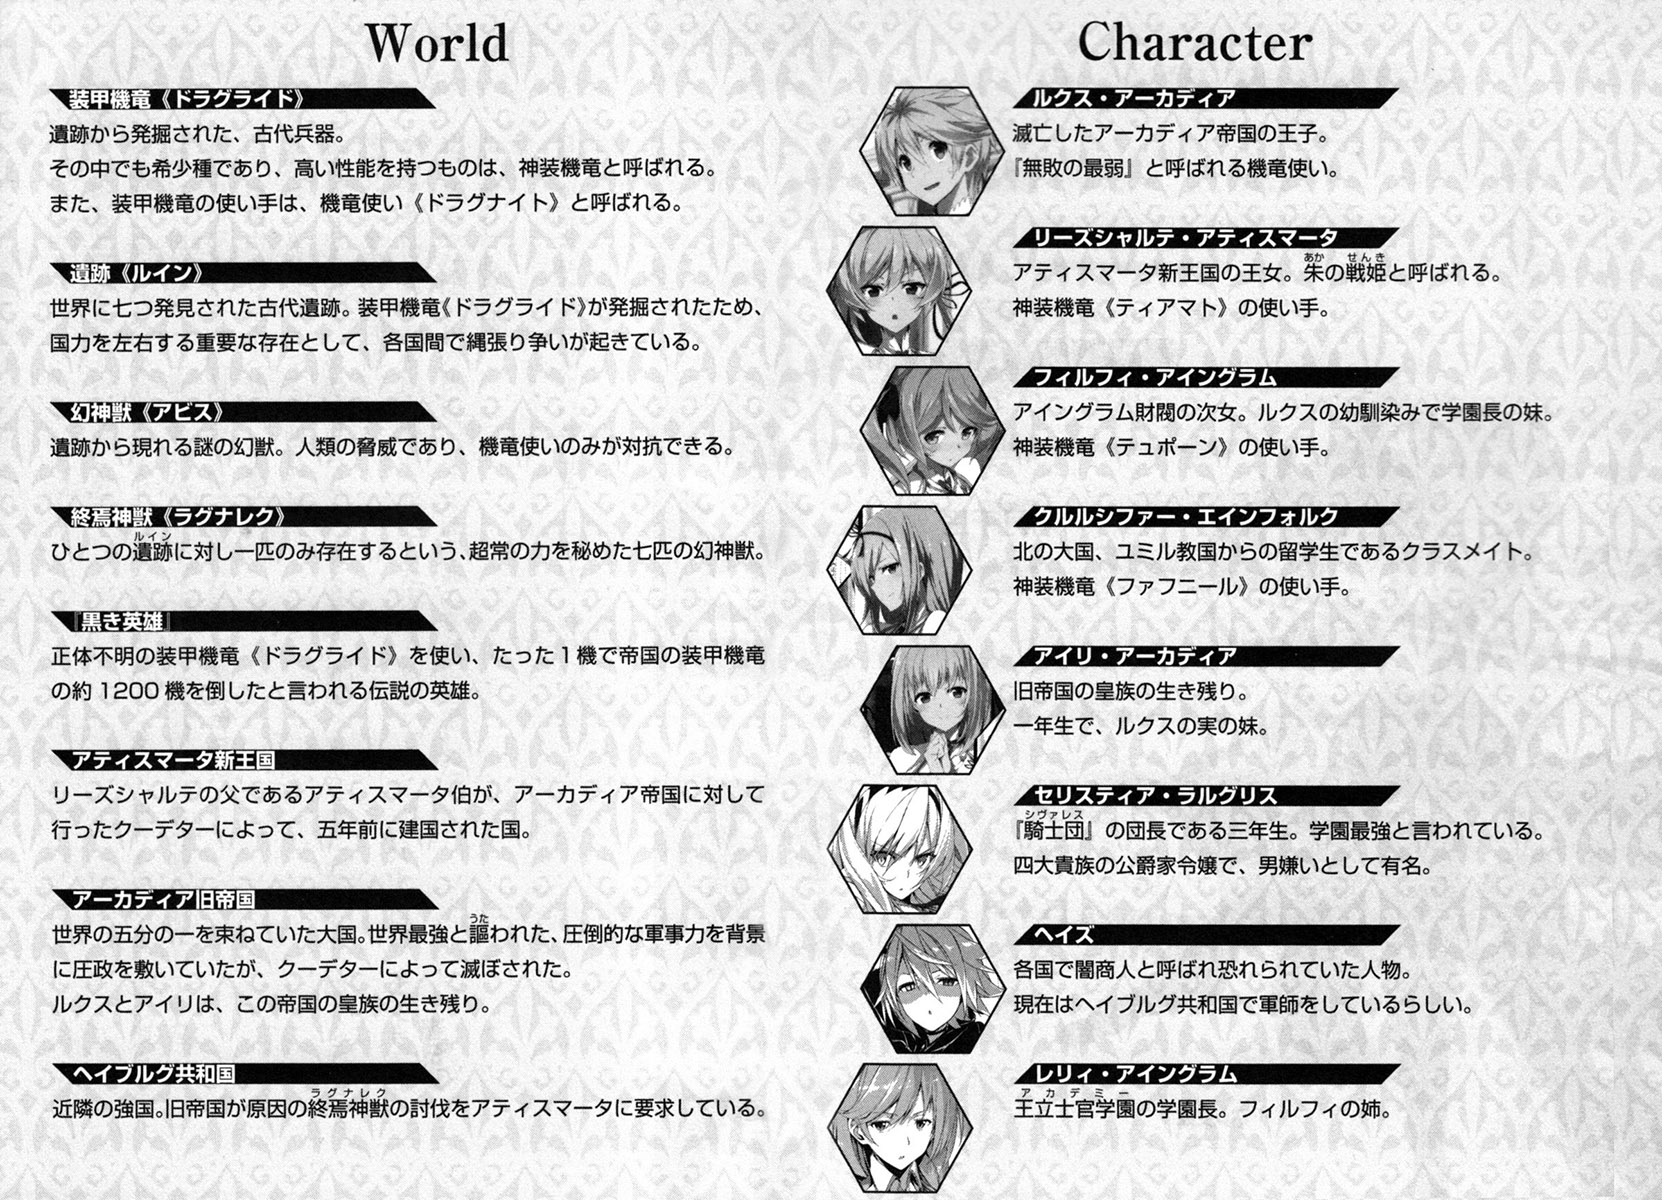 World
装甲機竜《ドラグライド》
遺跡から発掘された、古代兵器。
その中でも希少種であり、高い性能を持つものは、神装機竜と呼ばれる。
また、装甲機竜の使い手は、機竜使い《ドラグナイト》と呼ばれる。
遺跡《ルイン》
世界に七つ発見された古代遺跡。装甲機竜《ドラグライド》が発掘されたため、
国力を左右する重要な存在として、各国間で縄張り争いが起きている。
幻神獣《アビス》
遺跡から現れる謎の幻獣。人類の脅威であり、機竜使いのみが対抗できる。
終焉神獣《ラグナレク》
ルイン
ひとつの遺跡に対し一匹のみ存在するという、超常の力を秘めた七匹の幻神獣。
『黒き英雄』
正体不明の装甲機竜《ドラグライド》を使い、たった1機で帝国の装甲機竜
の約1200機を倒したと言われる伝説の英雄。
アティスマータ新王国
リーズシャルテの父であるアティスマータ伯が、アーカディア帝国に対して
行ったクーデターによって、五年前に建国された国。
アーカディア旧帝国
うた
世界の五分の一を束ねていた大国。世界最強と謳われた、圧倒的な軍事力を背景
に圧政を敷いていたが、クーデターによって滅ぼされた。
ルクスとアイリは、この帝国の皇族の生き残り。
ヘイブルグ共和国
ラグナレク
近隣の強国。旧帝国が原因の終焉神獣の討伐をアティスマータに要求している。
Character
ルクス・アーカディア
滅亡したアーカディア帝国の王子。
『無敗の最弱』と呼ばれる機竜使い。
リーズシャルテ・アティスマータ
あか せんき
アティスマータ新王国の王女。朱の戦姫と呼ばれる。
神装機竜《ティアマト》の使い手。
フィルフィ・アイングラム
アイングラム財閥の次女。ルクスの幼馴染みで学園長の妹。
神装機竜《テュポーン》の使い手。
クルルシファー・エインフォルク
北の大国、ユミル教国からの留学生であるクラスメイト。
神装機竜《ファフニール》の使い手。
アイリ・アーカディア
旧帝国の皇族の生き残り。
一年生で、ルクスの実の妹。
セリスティア・ラルグリス
シヴァレス
『騎士団』の団長である三年生。学園最強と言われている。
四大貴族の公爵家令嬢で、男嫌いとして有名。
ヘイズ
各国で闇商人と呼ばれ恐れられていた人物。
現在はヘイブルグ共和国で軍師をしているらしい。
レリィ・アイングラム
アカデミー
王立士官学園の学園長。フィルフィの姉。